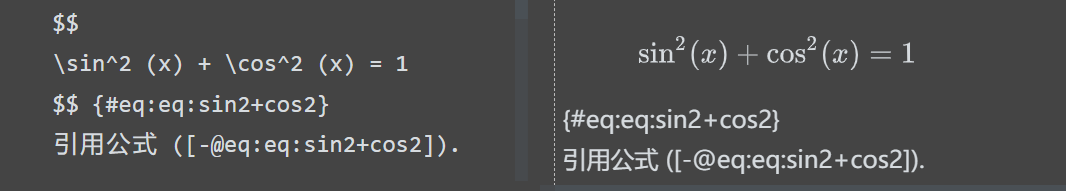 $$
\sin^2 (x) + \cos^2 (x) = 1
$$ {#eq:eq:sin2+cos2}
引用公式 ([-@eq:eq:sin2+cos2]).
sin²(x) + cos²(x) = 1
{#eq:eq:sin2+cos2}
引用公式 ([-@eq:eq:sin2+cos2]).